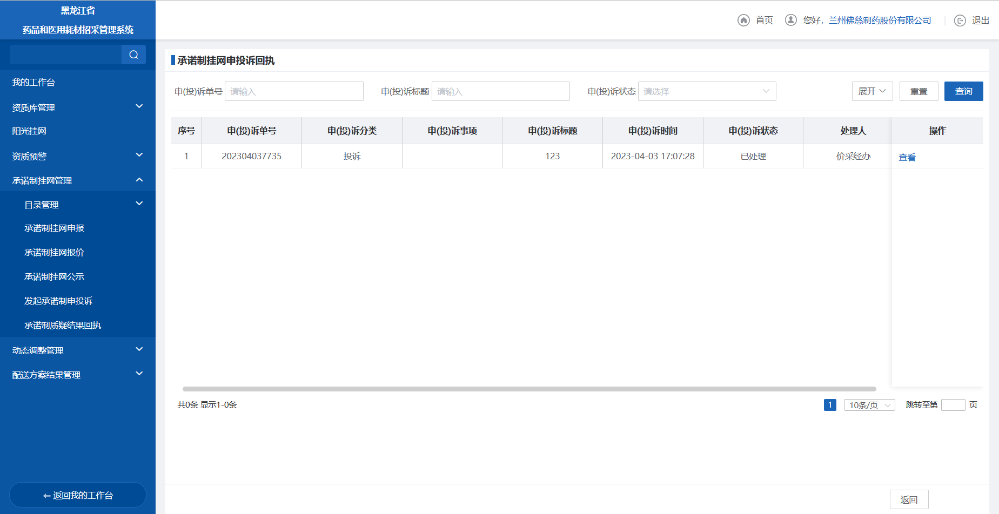 黑龙江省
药品和医用耗材招采管理系统
首页
您好，兰州佛慈制药股份有限公司
退出
我的工作台
资质库管理
阳光挂网
资质预警
承诺制挂网管理
目录管理
承诺制挂网申报
承诺制挂网报价
承诺制挂网公示
发起承诺制申投诉
承诺制质疑结果回执
动态调整管理
配送方案结果管理
返回我的工作台
承诺制挂网申投诉回执
申(投)诉单号 请输入 申(投)诉标题 请输入 申(投)诉状态 请选择 展开 重置 查询
序号 申(投)诉单号 申(投)诉分类 申(投)诉事项 申(投)诉标题 申(投)诉时间 申(投)诉状态 处理人 操作
1 202304037735 投诉 123 2023-04-03 17:07:28 已处理 价采经办 查看
共0条 显示1-0条 1 10条/页 跳转至第 页
返回